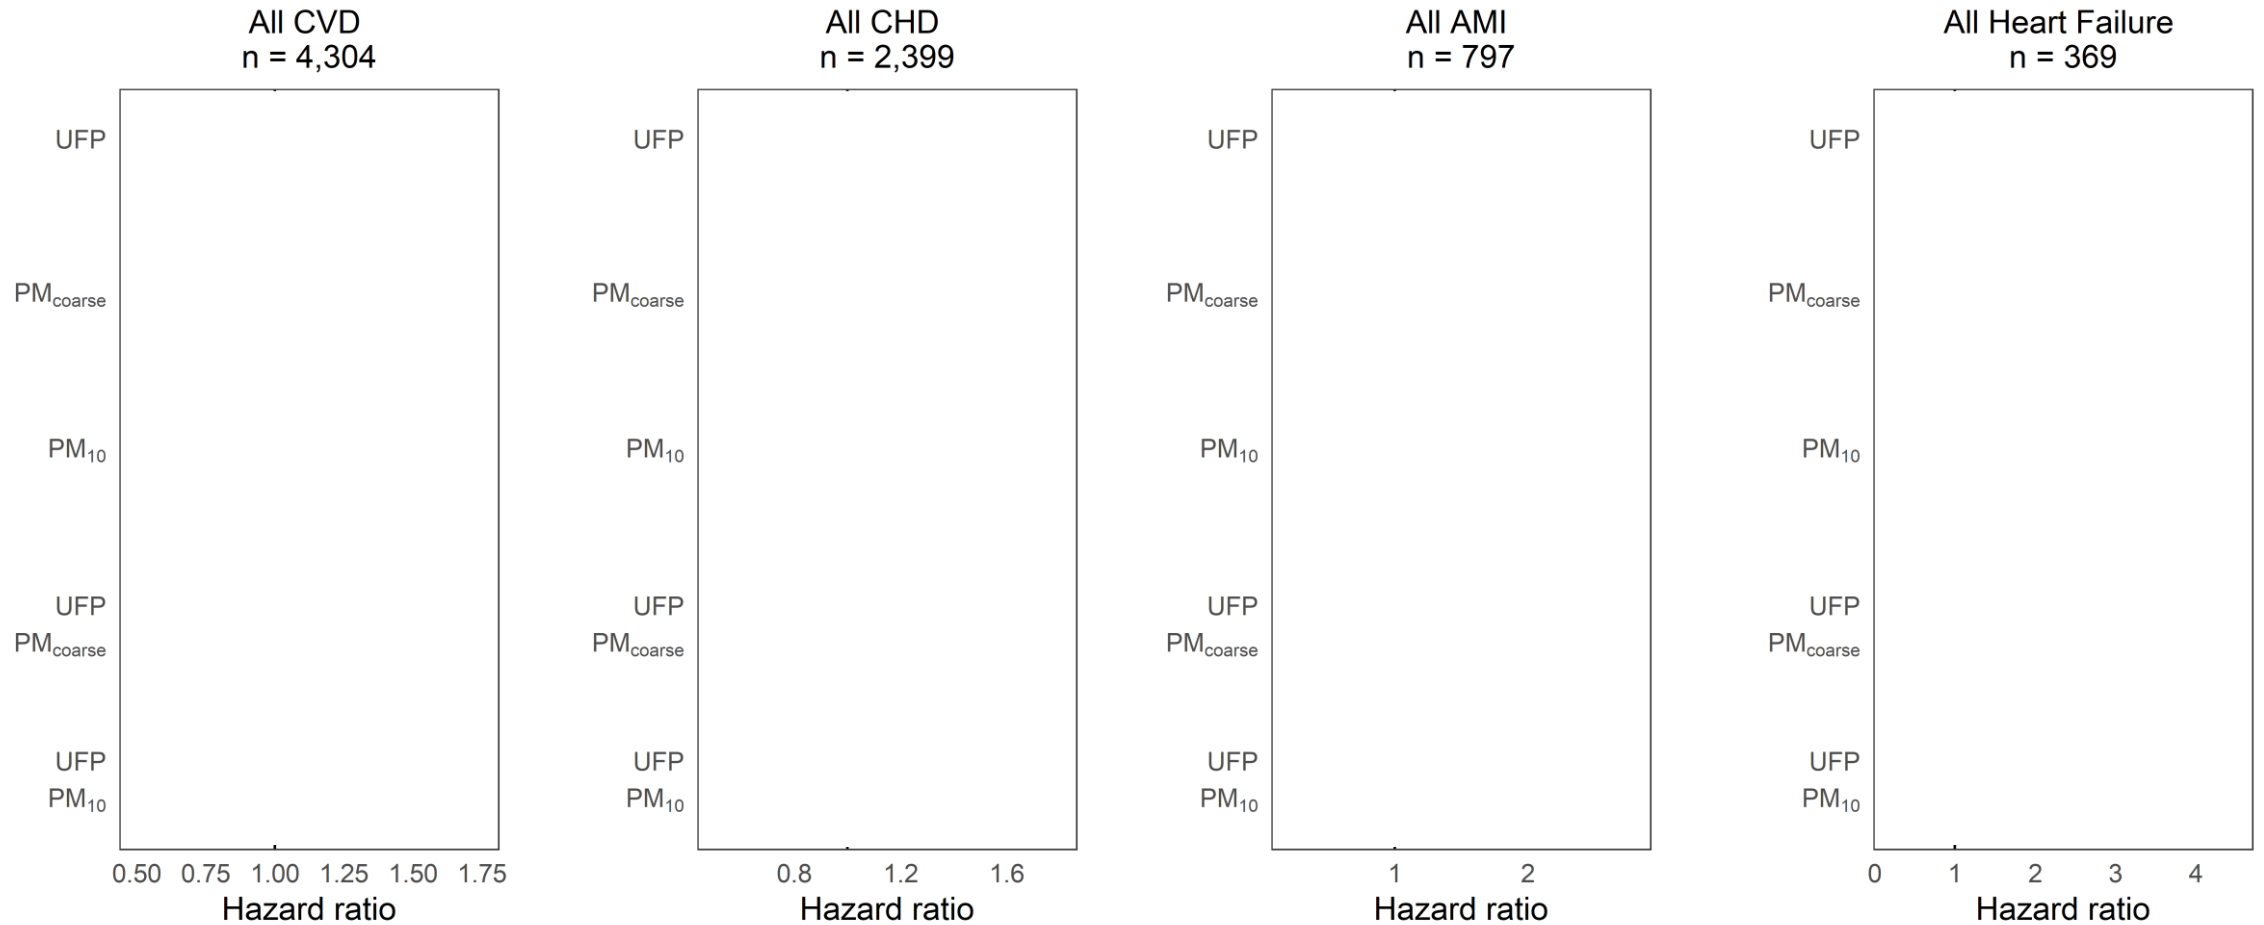 All CVD
n = 4,304
UFP
PMcoarse
PM10
UFP
PMcoarse
UFP
PM10
0.50 0.75 1.00 1.25 1.50 1.75
Hazard ratio
All CHD
n = 2,399
UFP
PMcoarse
PM10
UFP
PMcoarse
UFP
PM10
0.8 1.2 1.6
Hazard ratio
All AMI
n = 797
UFP
PMcoarse
PM10
UFP
PMcoarse
UFP
PM10
1 2
Hazard ratio
All Heart Failure
n = 369
UFP
PMcoarse
PM10
UFP
PMcoarse
UFP
PM10
0 1 2 3 4
Hazard ratio